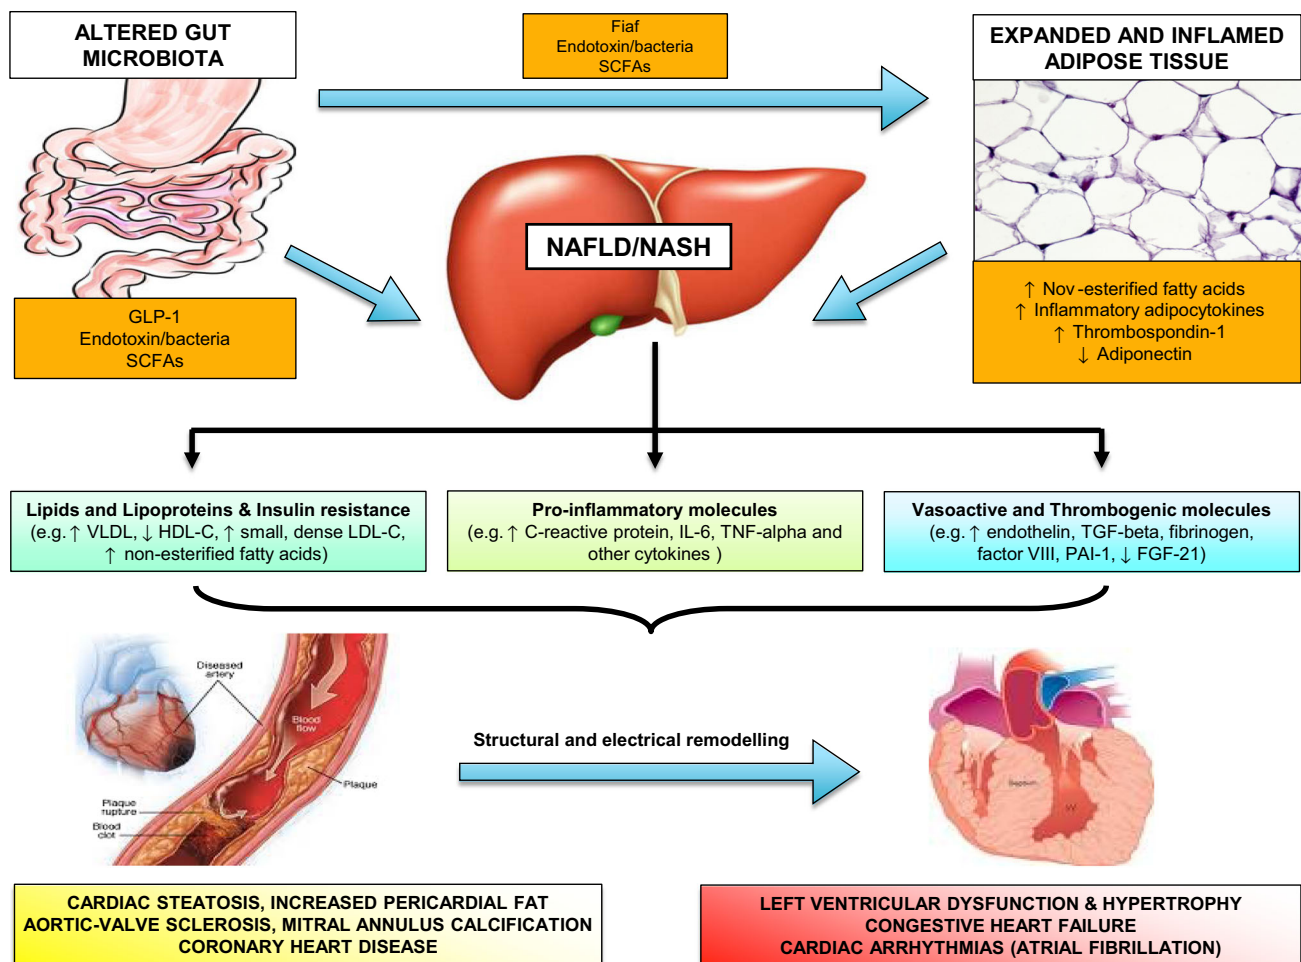 ALTERED GUT
MICROBIOTA
Fiaf
Endotoxin/bacteria
SCFAs
EXPANDED AND INFLAMED
ADIPOSE TISSUE
NAFLD/NASH
GLP-1
Endotoxin/bacteria
SCFAs
↑ Nov-esterified fatty acids
↑ Inflammatory adipocytokines
↑ Thrombospondin-1
↓ Adiponectin
Lipids and Lipoproteins & Insulin resistance
(e.g. ↑ VLDL, ↓ HDL-C, ↑ small, dense LDL-C,
↑ non-esterified fatty acids)
Pro-inflammatory molecules
(e.g. ↑ C-reactive protein, IL-6, TNF-alpha and
other cytokines )
Vasoactive and Thrombogenic molecules
(e.g. ↑ endothelin, TGF-beta, fibrinogen,
factor VIII, PAI-1, ↓ FGF-21)
Diseased
artery
Blood
flow
Plaque
Plaque
rupture
Blood
clot
Structural and electrical remodelling
Septum
LV
CARDIAC STEATOSIS, INCREASED PERICARDIAL FAT
AORTIC-VALVE SCLEROSIS, MITRAL ANNULUS CALCIFICATION
CORONARY HEART DISEASE
LEFT VENTRICULAR DYSFUNCTION & HYPERTROPHY
CONGESTIVE HEART FAILURE
CARDIAC ARRHYTHMIAS (ATRIAL FIBRILLATION)